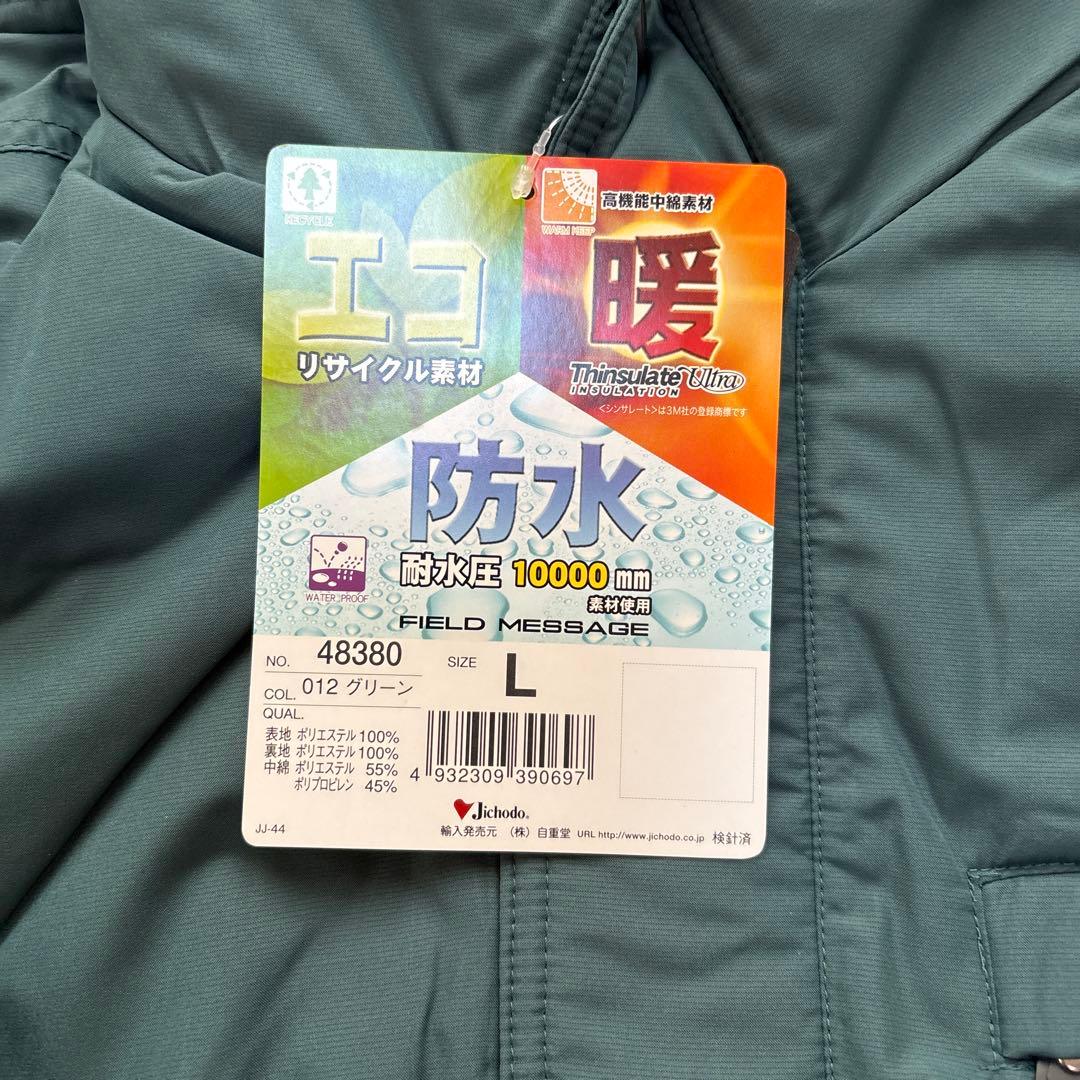 RECYCLE
エコ
リサイクル素材
WARM KEEP
高機能中綿素材
暖
Thinsulate Ultra
INSULATION
<シンサレート>は3M社の登録商標です
防水
耐水圧 10000 mm
素材使用
WATER PROOF
FIELD MESSAGE
NO. 48380 SIZE L
COL. 012 グリーン
QUAL.
表地 ポリエステル 100%
裏地 ポリエステル 100%
中綿 ポリエステル 55%
ポリプロピレン 45%
4 932309 390697
Jichodo®
JJ-44
輸入発売元 (株) 自重堂 URL http://www.jichodo.co.jp 検針済